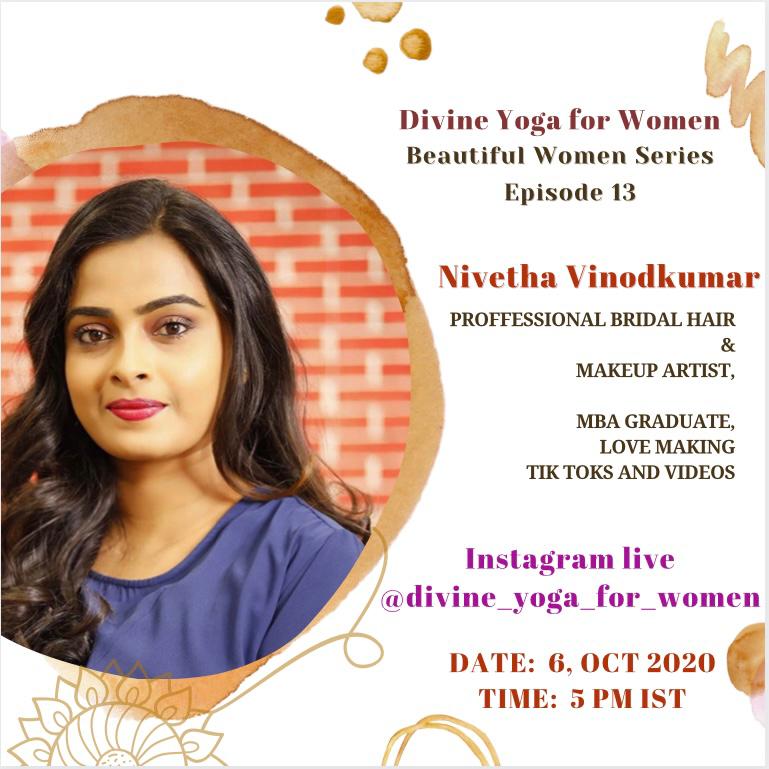 Divine Yoga for Women
Beautiful Women Series
Episode 13
Nivetha Vinodkumar
PROFFESSIONAL BRIDAL HAIR
&
MAKEUP ARTIST,
MBA GRADUATE,
LOVE MAKING
TIK TOKS AND VIDEOS
Instagram live
@divine_yoga_for_women
DATE: 6, OCT 2020
TIME: 5 PM IST